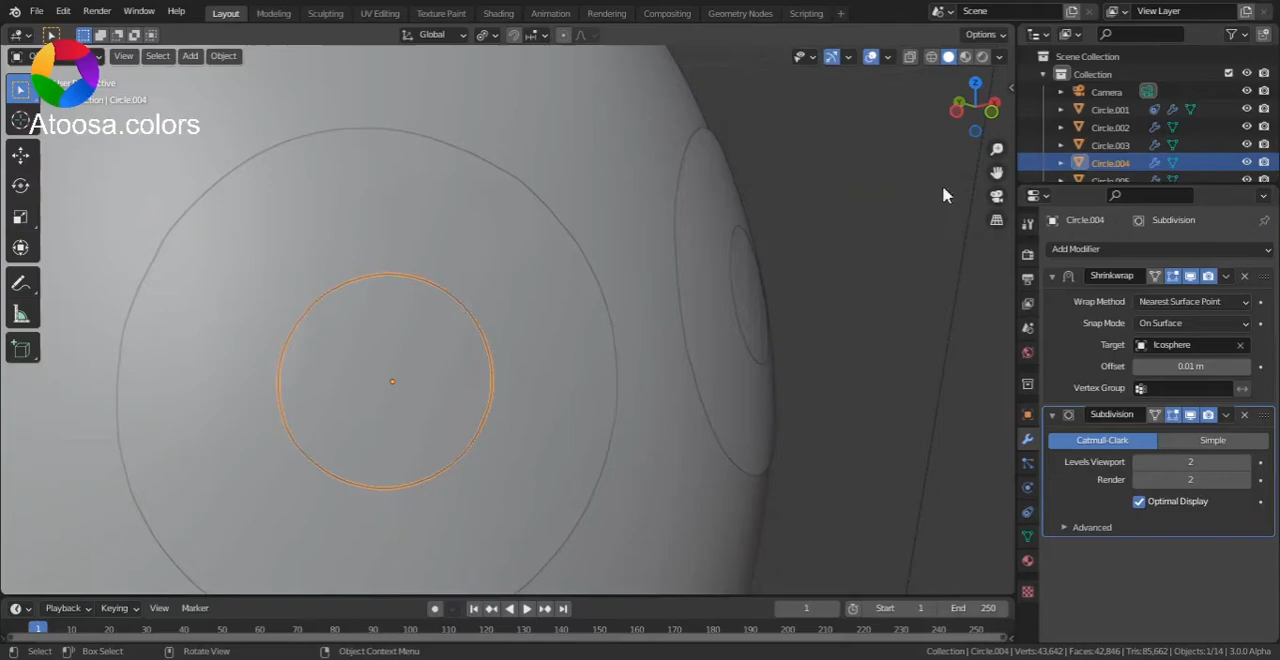 File Edit Render Window Help Layout Modeling Sculpting UV Editing Texture Paint Shading Animation Rendering Compositing Geometry Nodes Scripting + Scene View Layer
Global Options
View Select Add Object
Collection | Circle.004
Atoosa.colors
Scene Collection
Collection
Camera
Circle.001
Circle.002
Circle.003
Circle.004
Circle.005
Circle.004 Subdivision
Add Modifier
Shrinkwrap
Wrap Method Nearest Surface Point
Snap Mode On Surface
Target Icosphere
Offset 0.01 m
Vertex Group
Subdivision
Catmull-Clark Simple
Levels Viewport 2
Render 2
Optimal Display
Advanced
Playback Keying View Marker 1 Start 1 End 250
1 10 20 30 40 50 60 70 80 90 100 110 120 130 140 150 160 170 180 190 200 210 220 230 240 250
Select Box Select Rotate View Object Context Menu Collection | Circle.004 | Verts:43,642 | Faces:42,846 | Tris:85,662 | Objects:1/14 | 3.0.0 Alpha